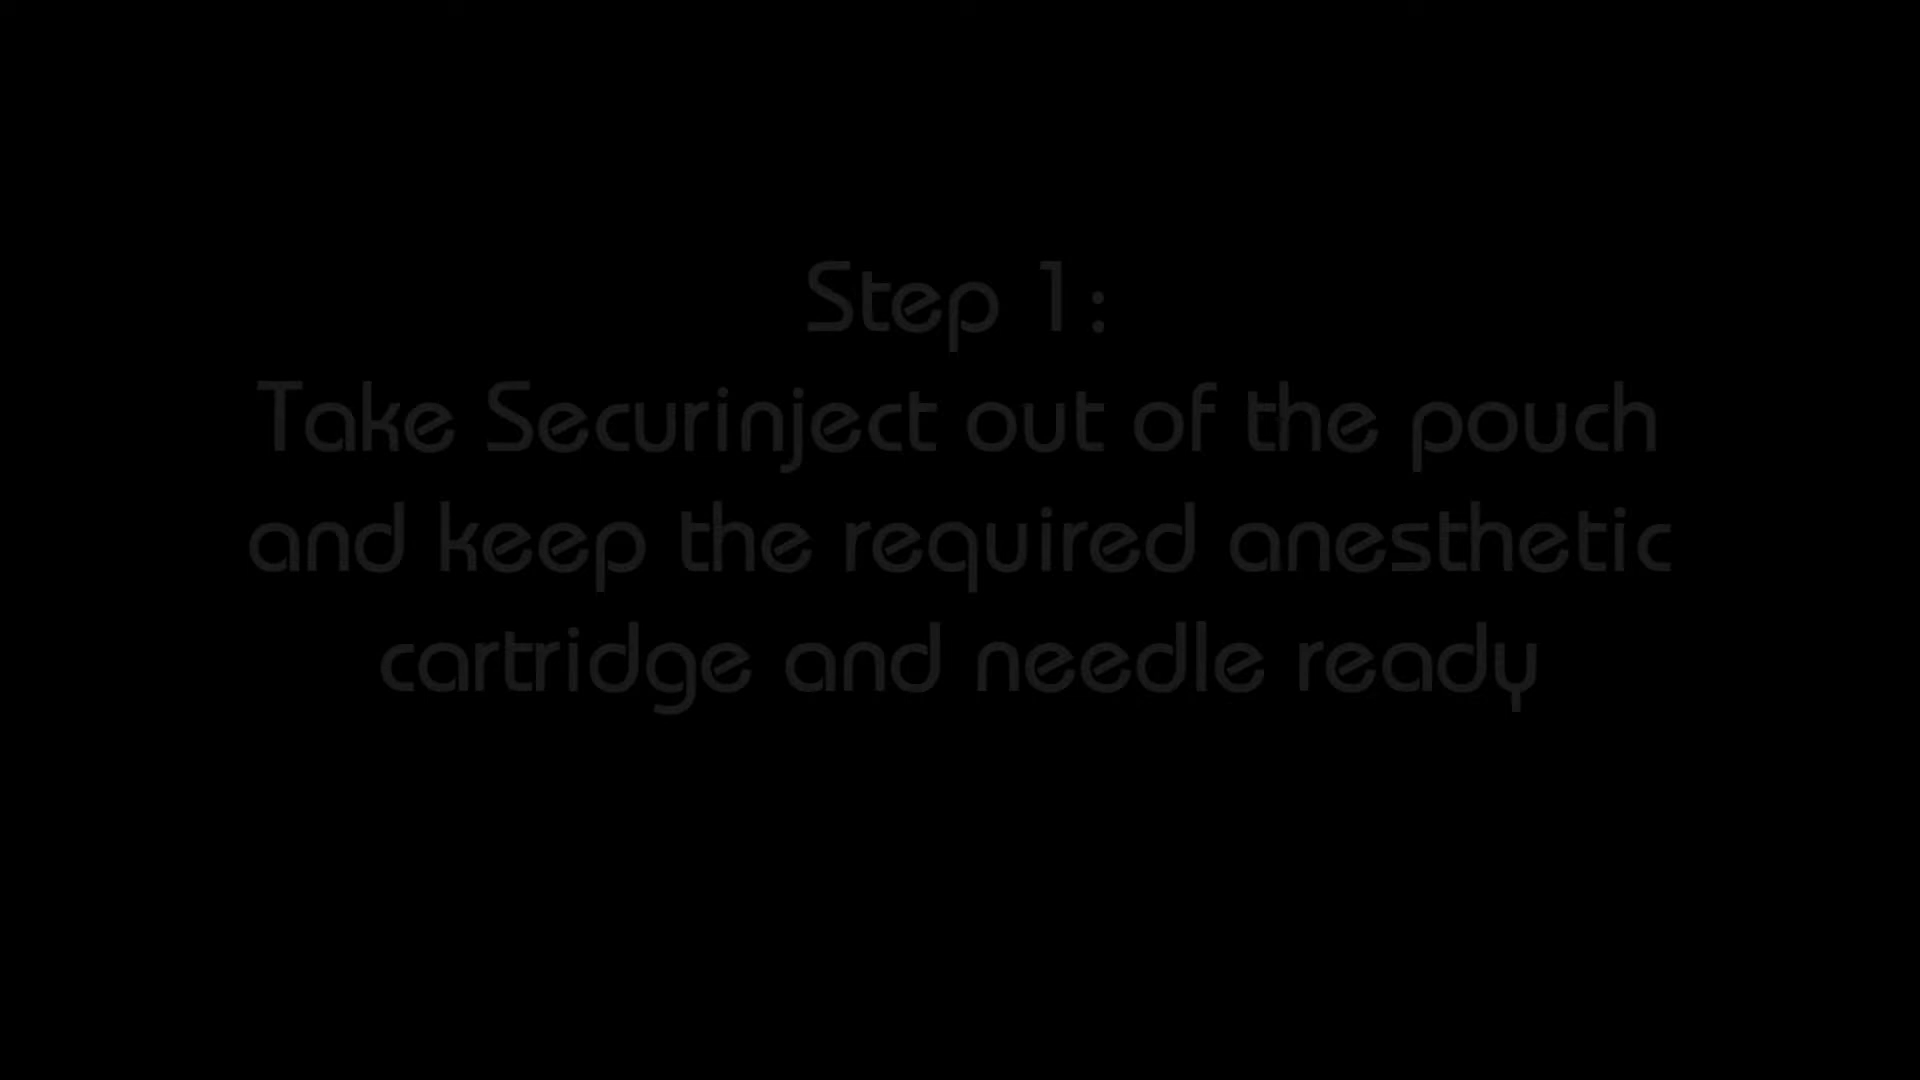 Step 1:
Take Securinject out of the pouch
and keep the required anesthetic
cartridge and needle ready